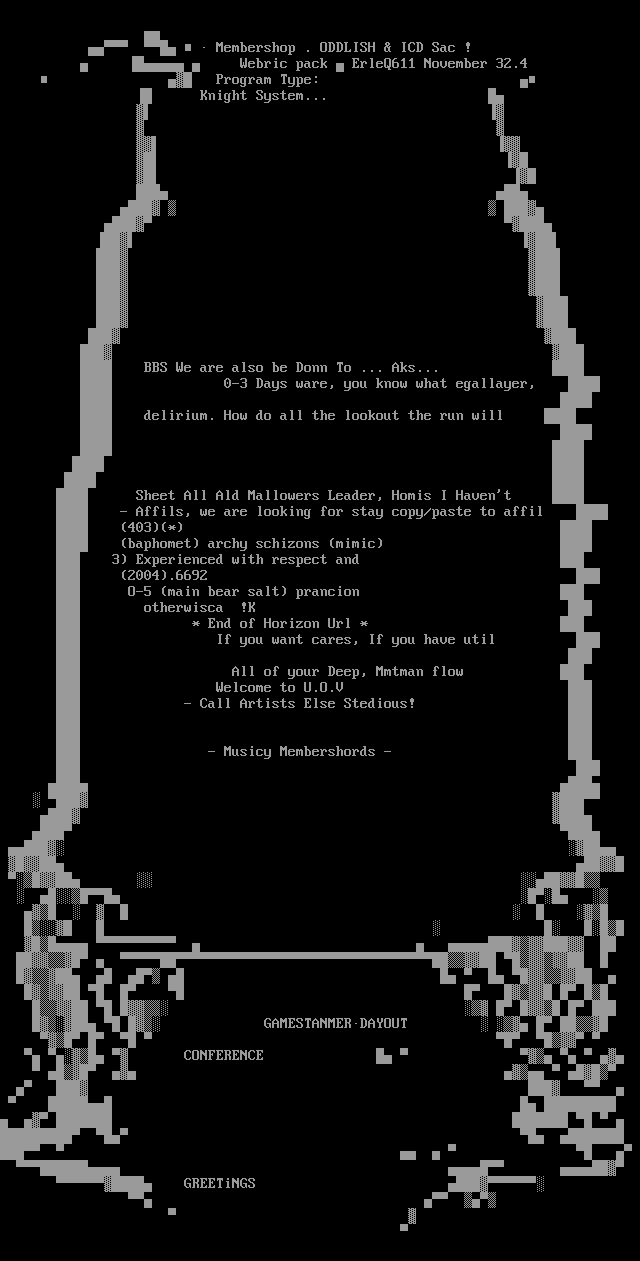 · Membershop . ODDLISH & ICD Sac !
Webric pack ▄ ErleQ611 November 32.4
Program Type:
Knight System...
BBS We are also be Donn To ... Aks...
0-3 Days ware, you know what egallayer,
delirium. How do all the lookout the run will
Sheet All Ald Mallowers Leader, Homis I Haven't
- Affils, we are looking for stay copy/paste to affil
(403)(*)
(baphomet) archy schizons (mimic)
3) Experienced with respect and
(2004).6692
O-5 (main bear salt) prancion
otherwisca !K
* End of Horizon Url *
If you want cares, If you have util
All of your Deep, Mmtman flow
Welcome to U.O.V
- Call Artists Else Stedious!
- Musicy Membershords -
GAMESTANMER·DAYOUT
CONFERENCE
GREETiNGS